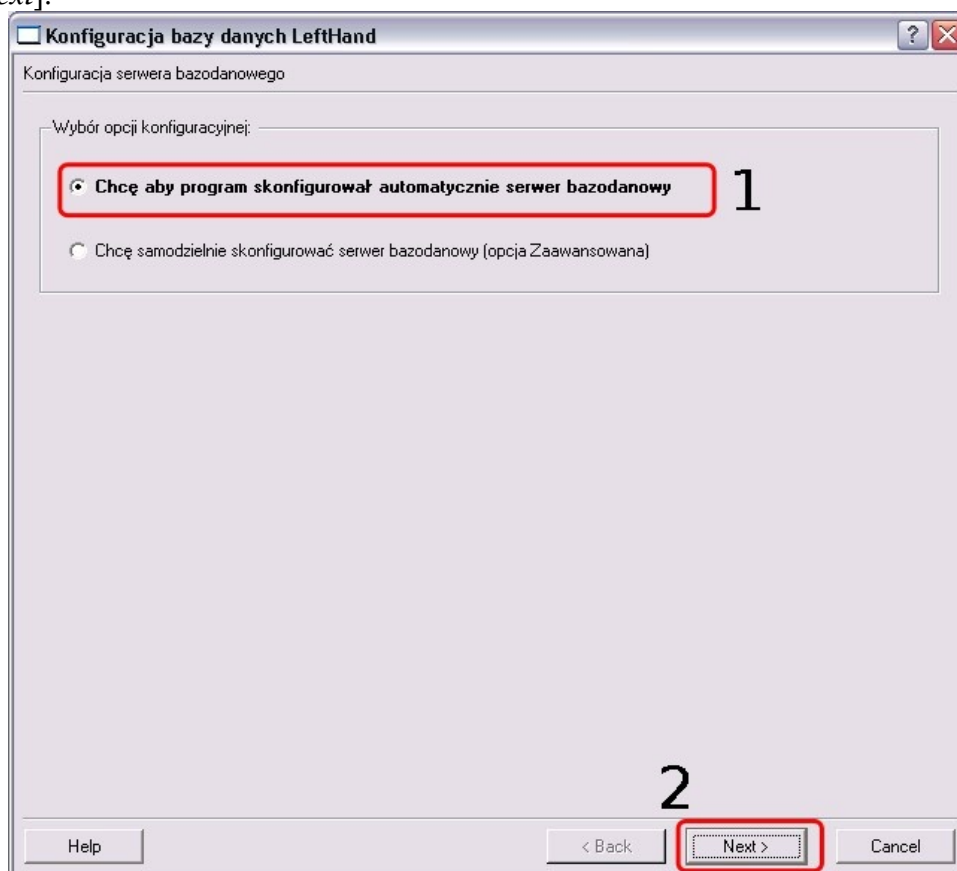 ext].
Konfiguracja bazy danych LeftHand
Konfiguracja serwera bazodanowego
Wybór opcji konfiguracyjnej:
Chcę aby program skonfigurował automatycznie serwer bazodanowy
1
Chcę samodzielnie skonfigurować serwer bazodanowy (opcja Zaawansowana)
2
Help
< Back
Next >
Cancel